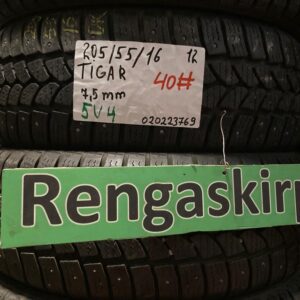 205/55/16 12
TIGAR
40#
7,5 mm
5V4
020223769
Rengaskirp